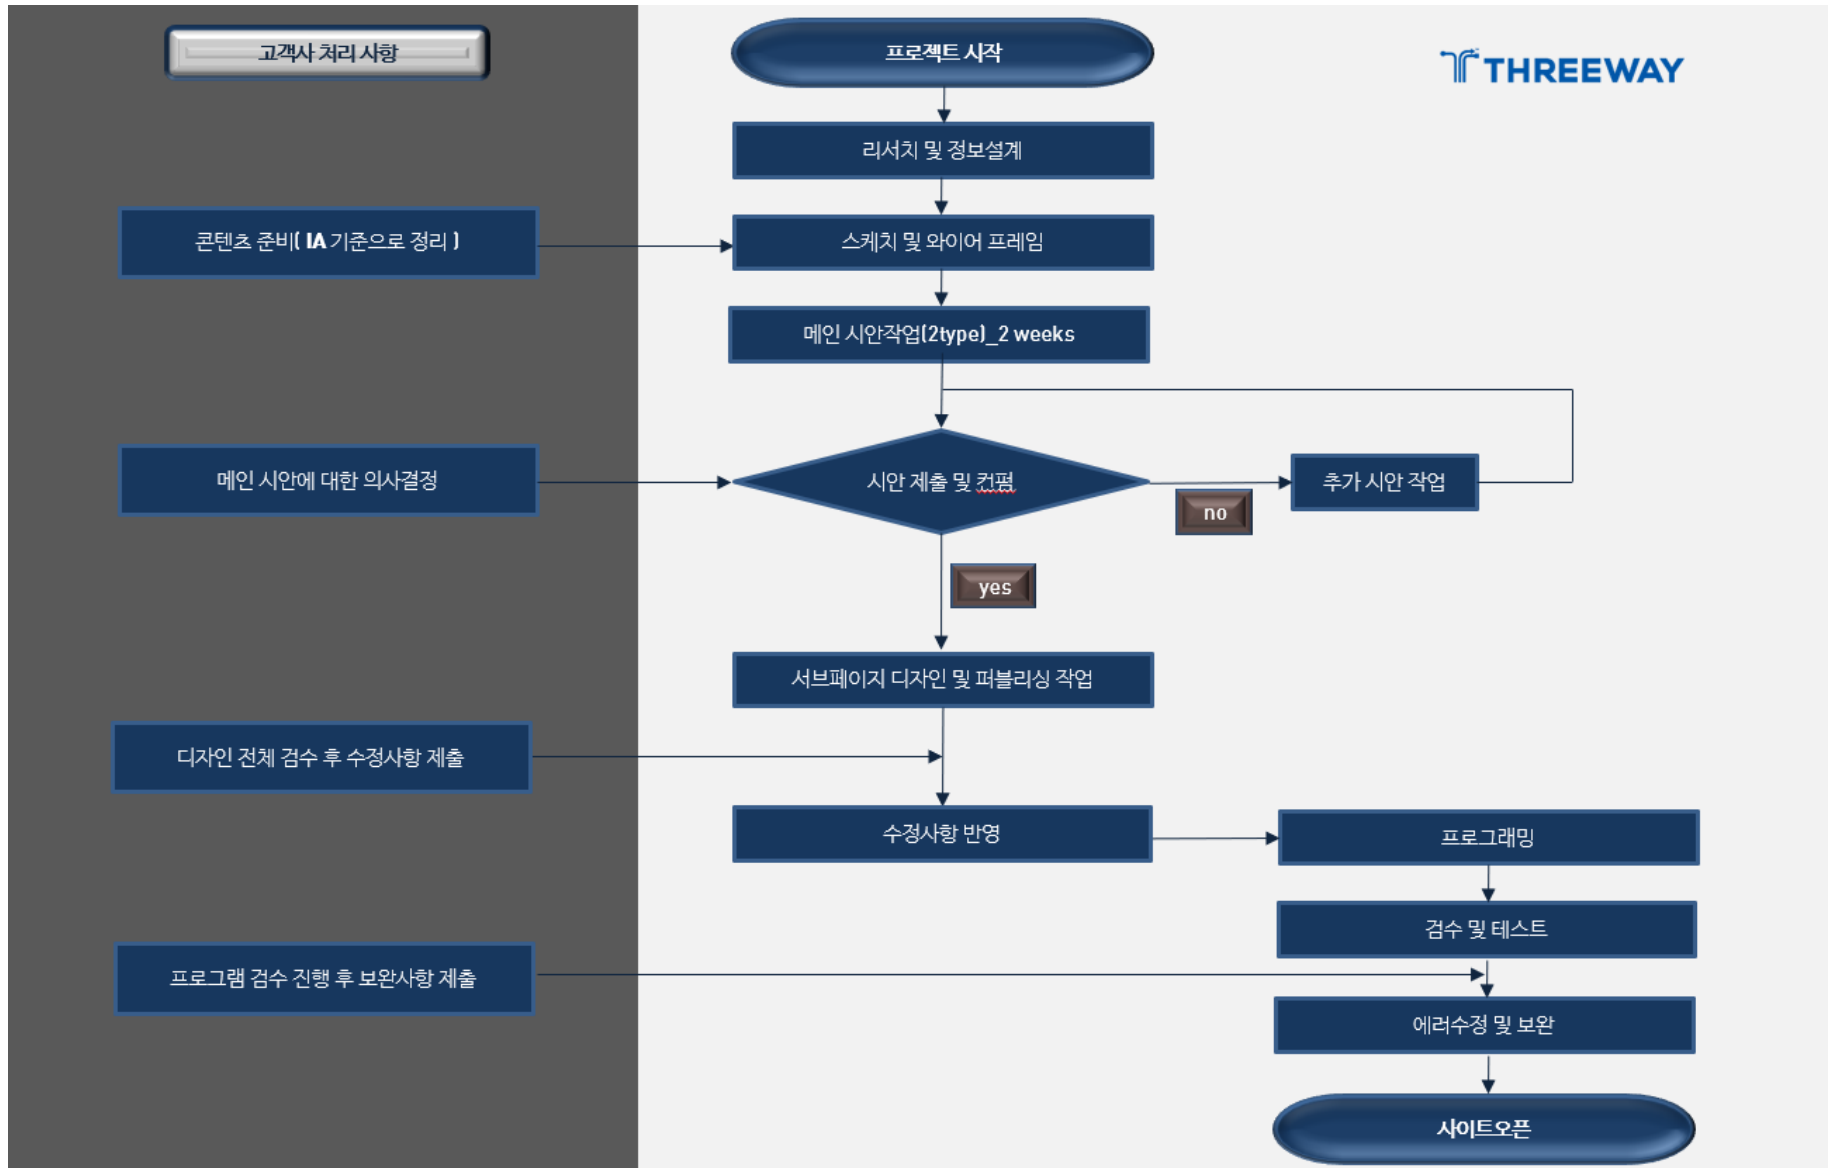 고객사 처리 사항
프로젝트 시작
THREEWAY
리서치 및 정보설계
콘텐츠 준비( IA 기준으로 정리 )
스케치 및 와이어 프레임
메인 시안작업(2type)_2 weeks
메인 시안에 대한 의사결정
시안 제출 및 컨펌
추가 시안 작업
no
yes
서브페이지 디자인 및 퍼블리싱 작업
디자인 전체 검수 후 수정사항 제출
수정사항 반영
프로그래밍
검수 및 테스트
프로그램 검수 진행 후 보완사항 제출
에러수정 및 보완
사이트오픈